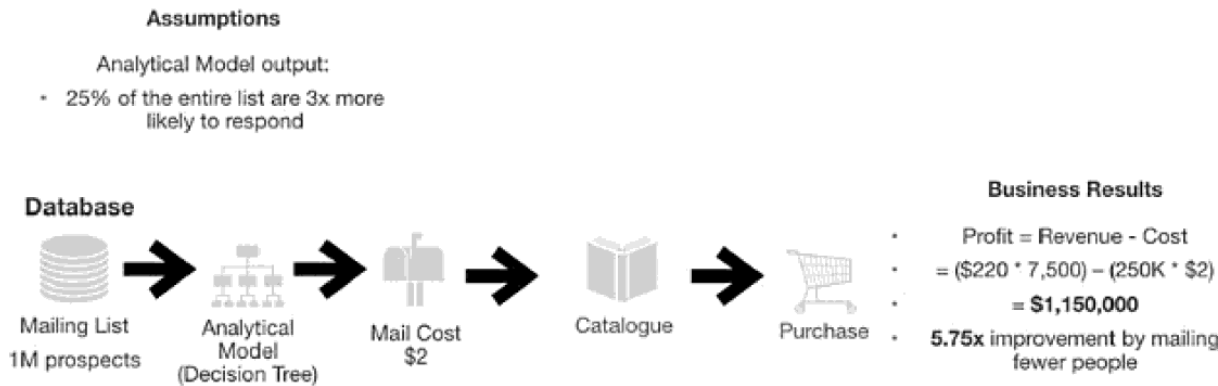 Assumptions
Analytical Model output:
• 25% of the entire list are 3x more
likely to respond
Database
Mailing List
1M prospects
Analytical
Model
(Decision Tree)
Mail Cost
$2
Catalogue
Purchase
Business Results
• Profit = Revenue - Cost
• = ($220 * 7,500) – (250K * $2)
• = $1,150,000
• 5.75x improvement by mailing
fewer people